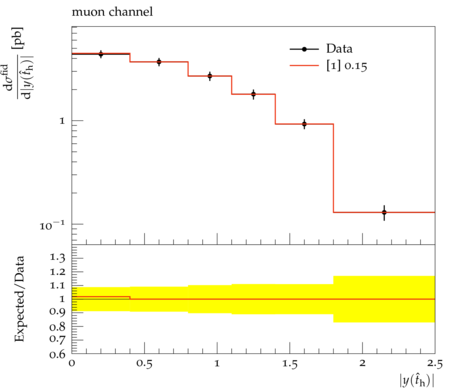 muon channel
dσ^fid / d|y(t̂_h)| [pb]
Data
[1] 0.15
1
10^−1
Expected/Data
1.3
1.2
1.1
1
0.9
0.8
0.7
0.6
0 0.5 1 1.5 2 2.5
|y(t̂_h)|